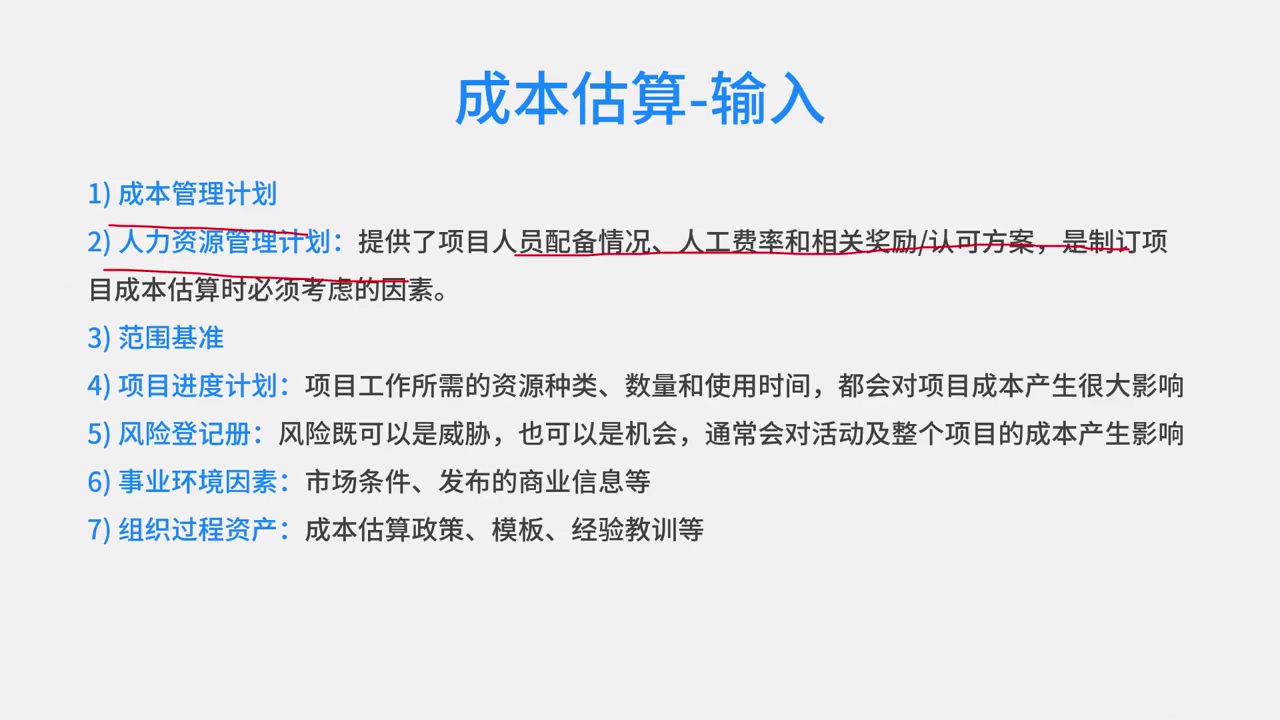 成本估算-输入
1) 成本管理计划
2) 人力资源管理计划：提供了项目人员配备情况、人工费率和相关奖励/认可方案，是制订项
目成本估算时必须考虑的因素。
3) 范围基准
4) 项目进度计划：项目工作所需的资源种类、数量和使用时间，都会对项目成本产生很大影响
5) 风险登记册：风险既可以是威胁，也可以是机会，通常会对活动及整个项目的成本产生影响
6) 事业环境因素：市场条件、发布的商业信息等
7) 组织过程资产：成本估算政策、模板、经验教训等